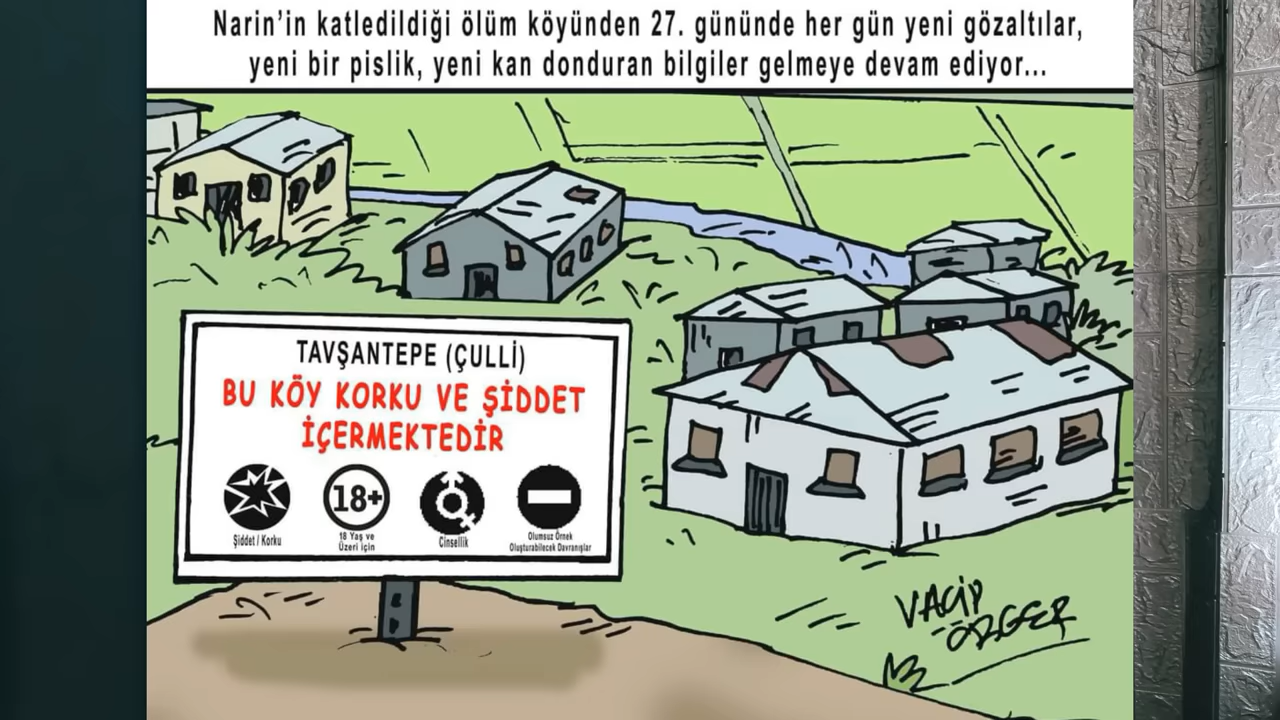 Narin'in katledildiği ölüm köyünden 27. gününde her gün yeni gözaltılar,
yeni bir pislik, yeni kan donduran bilgiler gelmeye devam ediyor...
TAVŞANTEPE (ÇULLİ)
BU KÖY KORKU VE ŞİDDET
İÇERMEKTEDİR
18+
Şiddet / Korku
18 Yaş ve
Üzeri için
Cinsellik
Olumsuz Örnek
Oluşturabilecek Davranışlar
VACİP
ÖZGER